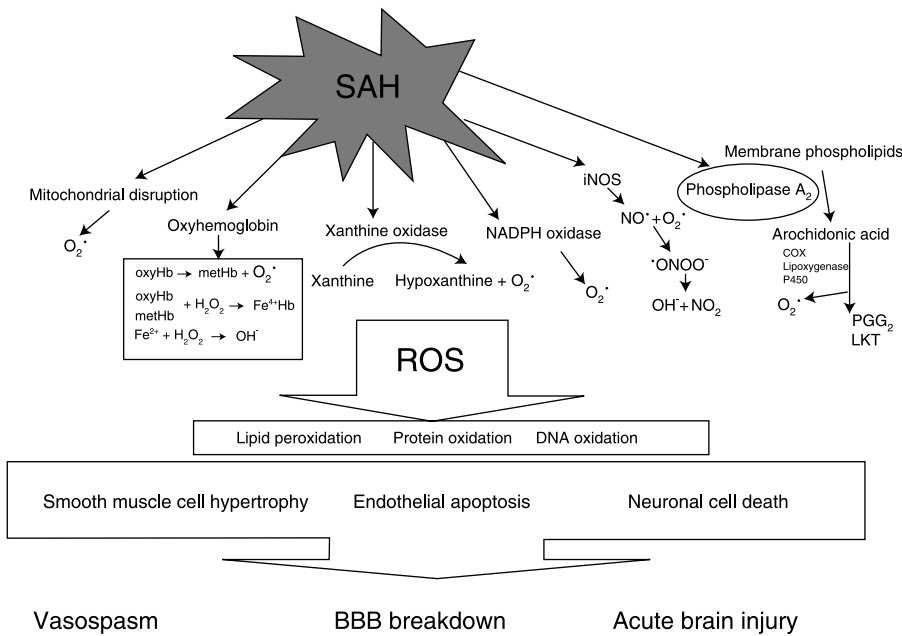 SAH
Mitochondrial disruption
O₂•
Oxyhemoglobin
oxyHb → metHb + O₂•
oxyHb
metHb
+ H₂O₂ → Fe⁴⁺Hb
Fe²⁺ + H₂O₂ → OH⁻
Xanthine oxidase
Xanthine
Hypoxanthine + O₂•
NADPH oxidase
O₂•
iNOS
NO• + O₂•
•ONOO⁻
OH⁻ + NO₂
Membrane phospholipids
Phospholipase A₂
Arochidonic acid
COX
Lipoxygenase
P450
O₂•
PGG₂
LKT
ROS
Lipid peroxidation Protein oxidation DNA oxidation
Smooth muscle cell hypertrophy Endothelial apoptosis Neuronal cell death
Vasospasm BBB breakdown Acute brain injury